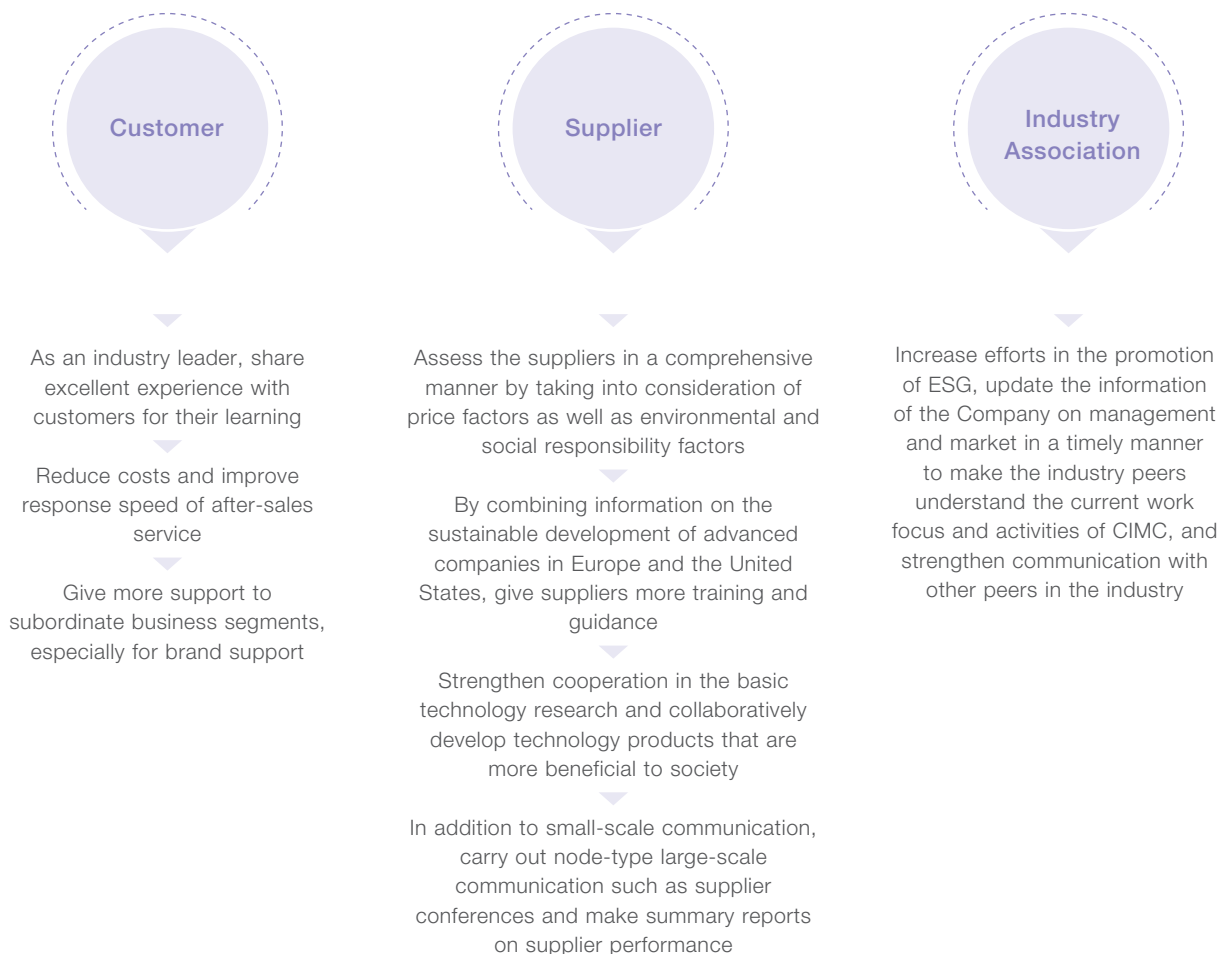 Customer
As an industry leader, share
excellent experience with
customers for their learning
Reduce costs and improve
response speed of after-sales
service
Give more support to
subordinate business segments,
especially for brand support
Supplier
Assess the suppliers in a comprehensive
manner by taking into consideration of
price factors as well as environmental and
social responsibility factors
By combining information on the
sustainable development of advanced
companies in Europe and the United
States, give suppliers more training and
guidance
Strengthen cooperation in the basic
technology research and collaboratively
develop technology products that are
more beneficial to society
In addition to small-scale communication,
carry out node-type large-scale
communication such as supplier
conferences and make summary reports
on supplier performance
Industry
Association
Increase efforts in the promotion
of ESG, update the information
of the Company on management
and market in a timely manner
to make the industry peers
understand the current work
focus and activities of CIMC, and
strengthen communication with
other peers in the industry